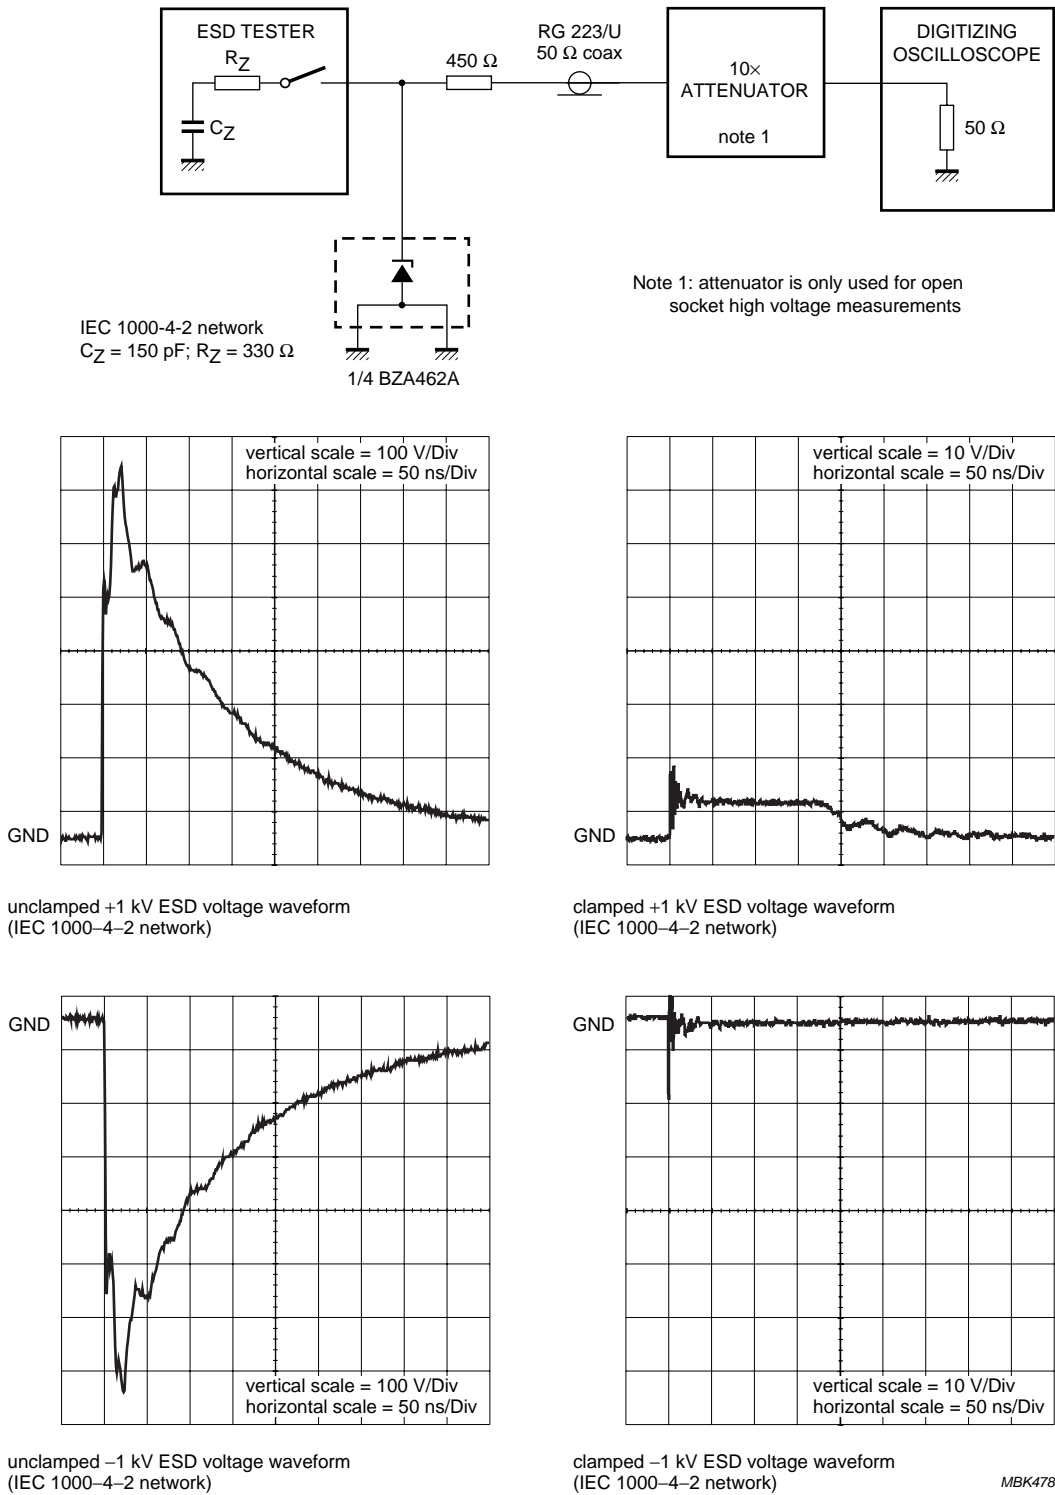 ESD TESTER
RZ
CZ
450 Ω
RG 223/U
50 Ω coax
10×
ATTENUATOR
note 1
DIGITIZING
OSCILLOSCOPE
50 Ω
IEC 1000-4-2 network
CZ = 150 pF; RZ = 330 Ω
1/4 BZA462A
Note 1: attenuator is only used for open
socket high voltage measurements
vertical scale = 100 V/Div
horizontal scale = 50 ns/Div
GND
unclamped +1 kV ESD voltage waveform
(IEC 1000–4–2 network)
vertical scale = 10 V/Div
horizontal scale = 50 ns/Div
GND
clamped +1 kV ESD voltage waveform
(IEC 1000–4–2 network)
GND
vertical scale = 100 V/Div
horizontal scale = 50 ns/Div
unclamped –1 kV ESD voltage waveform
(IEC 1000–4–2 network)
GND
vertical scale = 10 V/Div
horizontal scale = 50 ns/Div
clamped –1 kV ESD voltage waveform
(IEC 1000–4–2 network)
MBK478